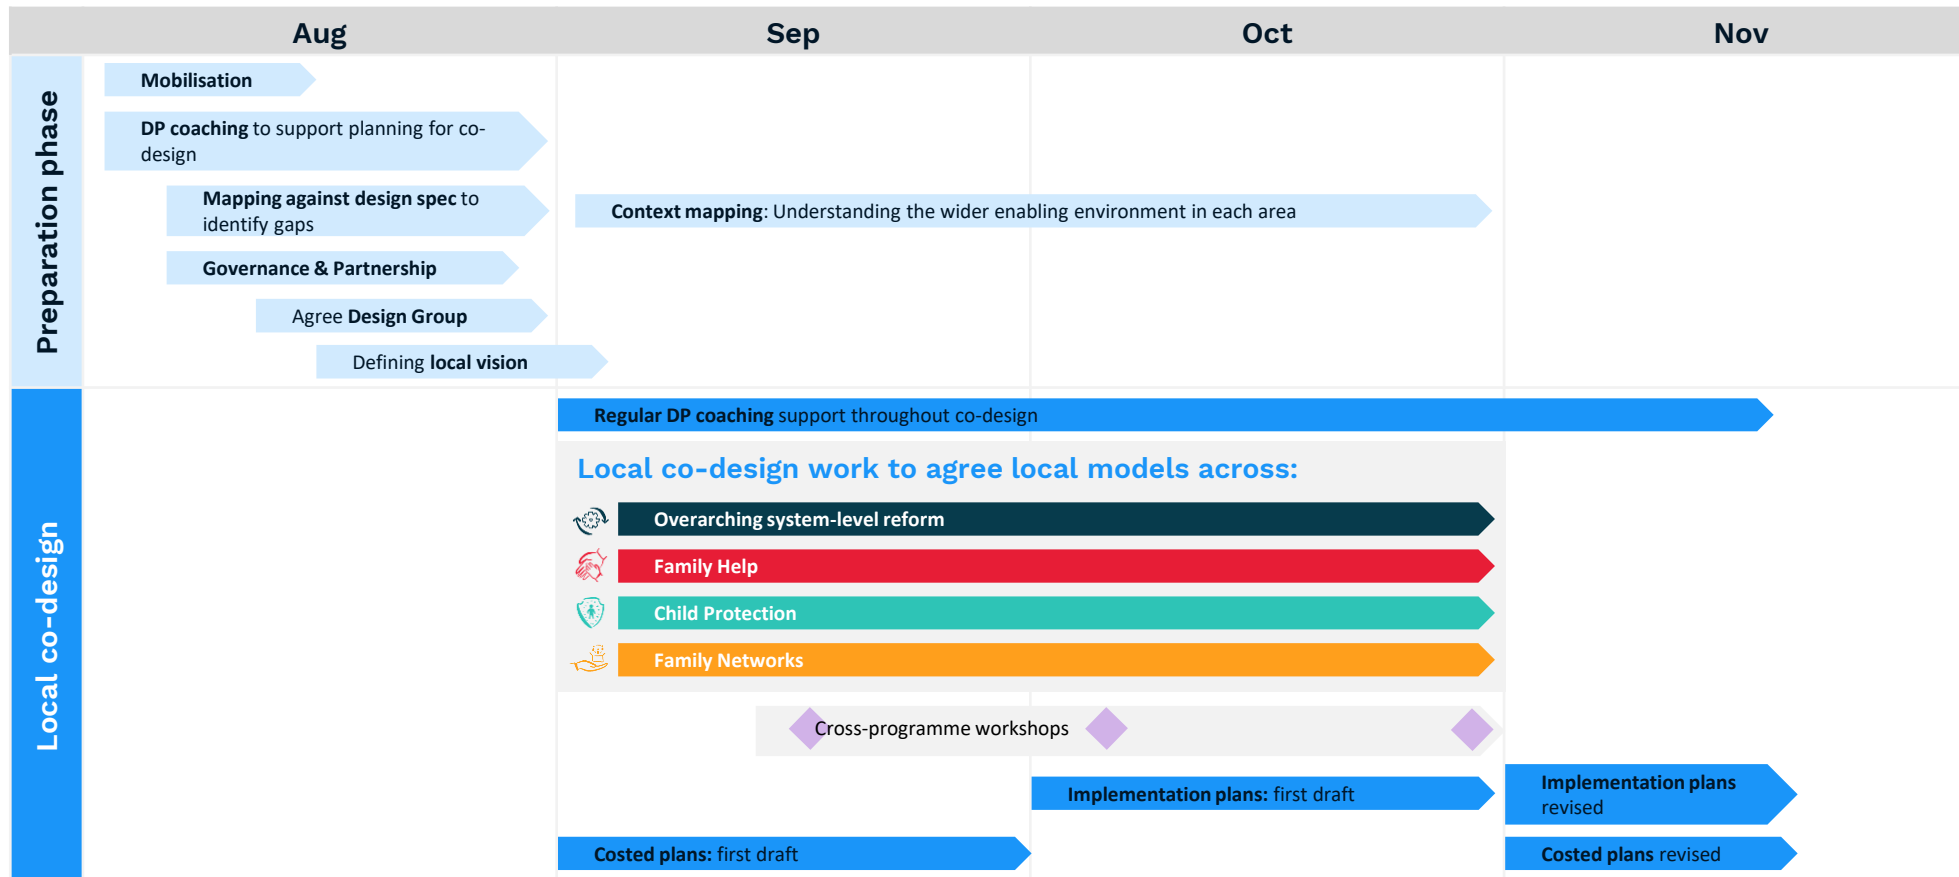 Aug
Sep
Oct
Nov
Preparation phase
Mobilisation
DP coaching to support planning for co-
design
Mapping against design spec to
identify gaps
Context mapping: Understanding the wider enabling environment in each area
Governance & Partnership
Agree Design Group
Defining local vision
Local co-design
Regular DP coaching support throughout co-design
Local co-design work to agree local models across:
Overarching system-level reform
Family Help
Child Protection
Family Networks
Cross-programme workshops
Implementation plans: first draft
Implementation plans
revised
Costed plans: first draft
Costed plans revised